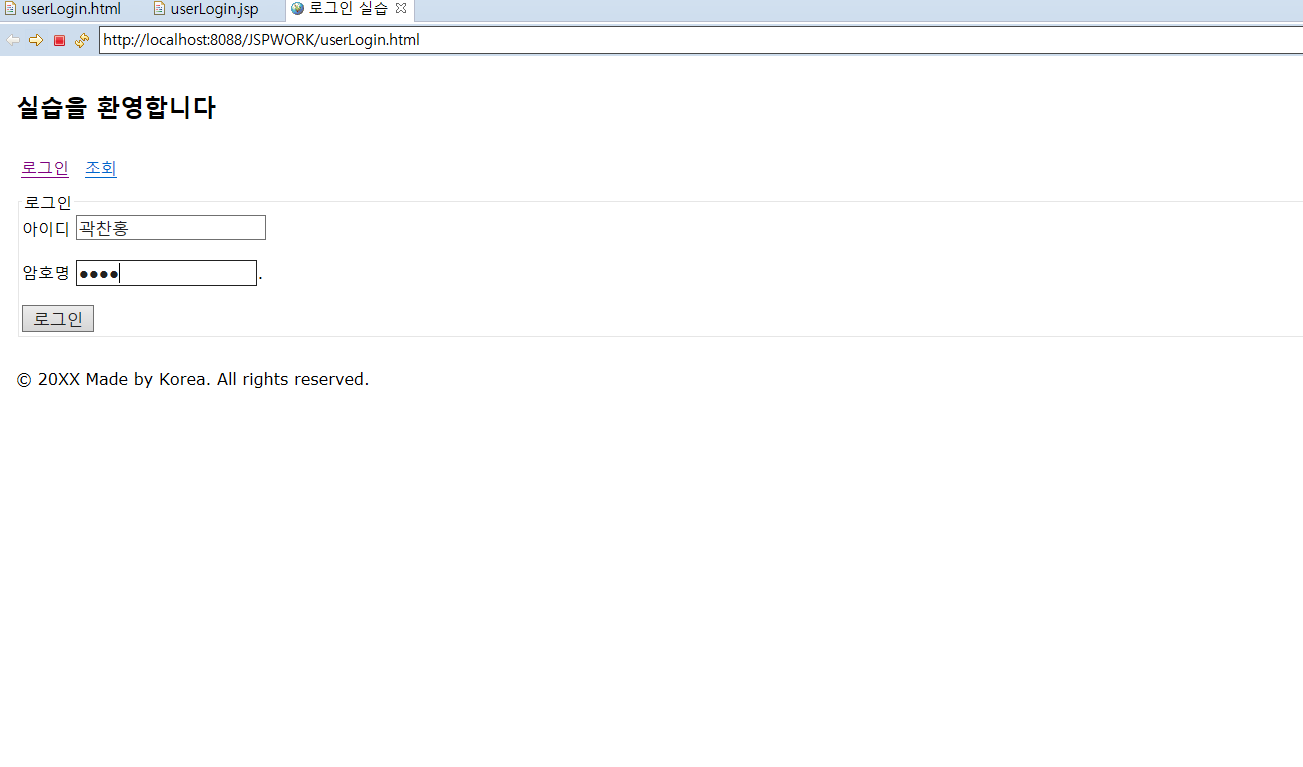 userLogin.html userLogin.jsp 로그인 실습
http://localhost:8088/JSPWORK/userLogin.html
실습을 환영합니다
로그인 조회
로그인
아이디 곽찬홍
암호명 ●●●●.
로그인
© 20XX Made by Korea. All rights reserved.